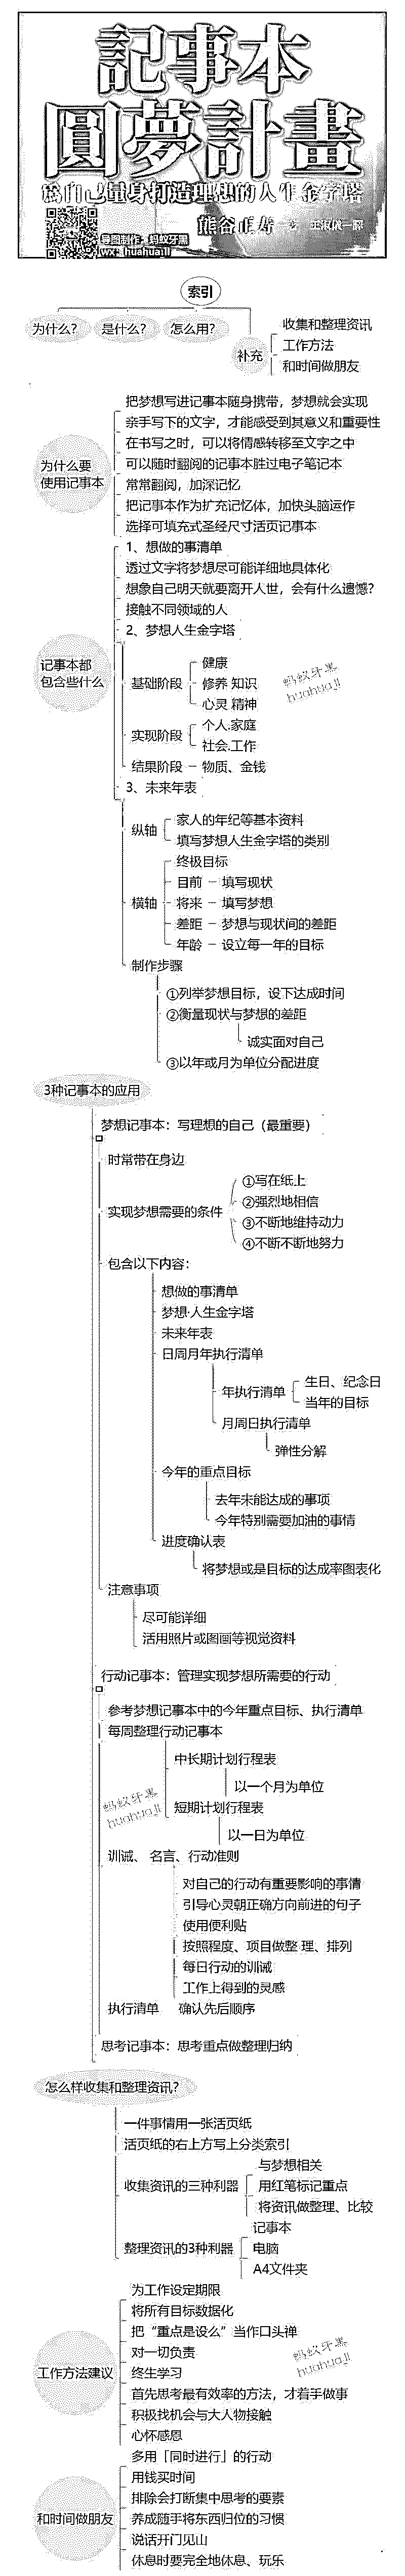 記事本
圓夢計畫
為自己量身打造理想的人生金字塔
熊谷正寿 著 王淑儀 譯
导图制作：蚂蚁牙黑
wx：huahuaji
索引
为什么？ 是什么？ 怎么用？
补充
收集和整理资讯
工作方法
和时间做朋友
为什么要
使用记事本
把梦想写进记事本随身携带，梦想就会实现
亲手写下的文字，才能感受到其意义和重要性
在书写之时，可以将情感转移至文字之中
可以随时翻阅的记事本胜过电子笔记本
常常翻阅，加深记忆
把记事本作为扩充记忆体，加快头脑运作
选择可填充式圣经尺寸活页记事本
记事本都
包含些什么
1、想做的事清单
透过文字将梦想尽可能详细地具体化
想象自己明天就要离开人世，会有什么遗憾？
接触不同领域的人
2、梦想人生金字塔
基础阶段
健康
修养 知识
心灵 精神
实现阶段
个人.家庭
社会.工作
结果阶段
物质、金钱
3、未来年表
纵轴
家人的年纪等基本资料
填写梦想人生金字塔的类别
横轴
终极目标
目前 填写现状
将来 填写梦想
差距 梦想与现状间的差距
年龄 设立每一年的目标
制作步骤
①列举梦想目标，设下达成时间
②衡量现状与梦想的差距
诚实面对自己
③以年或月为单位分配进度
蚂蚁牙黑
huahuaji
3种记事本的应用
梦想记事本：写理想的自己（最重要）
时常带在身边
实现梦想需要的条件
①写在纸上
②强烈地相信
③不断地维持动力
④不断不断地努力
包含以下内容：
想做的事清单
梦想·人生金字塔
未来年表
日周月年执行清单
年执行清单
生日、纪念日
当年的目标
月周日执行清单
弹性分解
今年的重点目标
去年未能达成的事项
今年特别需要加油的事情
进度确认表
将梦想或是目标的达成率图表化
注意事项
尽可能详细
活用照片或图画等视觉资料
行动记事本：管理实现梦想所需要的行动
参考梦想记事本中的今年重点目标、执行清单
每周整理行动记事本
中长期计划行程表
以一个月为单位
短期计划行程表
以一日为单位
蚂蚁牙黑
huahuaji
训诫、 名言、行动准则
对自己的行动有重要影响的事情
引导心灵朝正确方向前进的句子
使用便利贴
按照程度、项目做整 理、排列
每日行动的训诫
工作上得到的灵感
执行清单 确认先后顺序
思考记事本：思考重点做整理归纳
怎么样收集和整理资讯？
一件事情用一张活页纸
活页纸的右上方写上分类索引
收集资讯的三种利器
与梦想相关
用红笔标记重点
将资讯做整理、比较
整理资讯的3种利器
记事本
电脑
A4文件夹
工作方法建议
为工作设定期限
将所有目标数据化
把“重点是设么”当作口头禅
对一切负责
终生学习
首先思考最有效率的方法，才着手做事
积极找机会与大人物接触
心怀感恩
蚂蚁牙黑
huahuaji
和时间做朋友
多用「同时进行」的行动
用钱买时间
排除会打断集中思考的要素
养成随手将东西归位的习惯
说话开门见山
休息时要完全地休息、玩乐